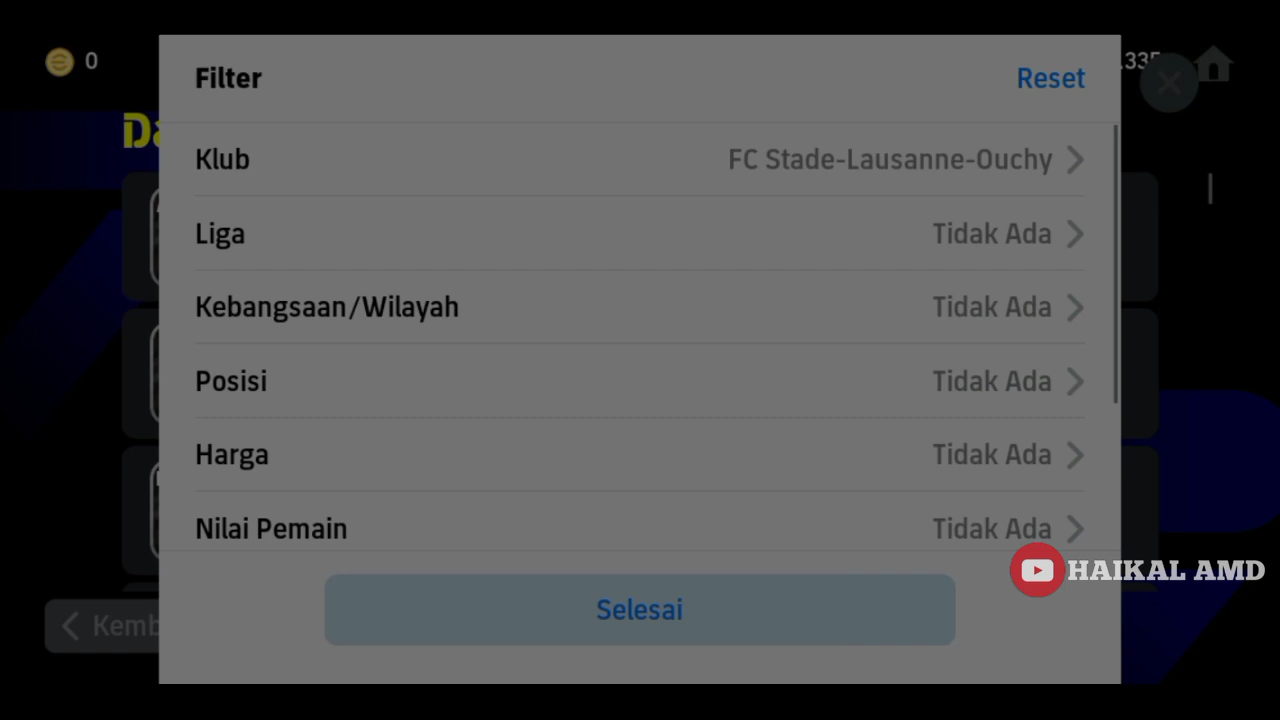 0
.335
Filter
Reset
Klub
FC Stade-Lausanne-Ouchy
Liga
Tidak Ada
Kebangsaan/Wilayah
Tidak Ada
Posisi
Tidak Ada
Harga
Tidak Ada
Nilai Pemain
Tidak Ada
HAIKAL AMD
Selesai